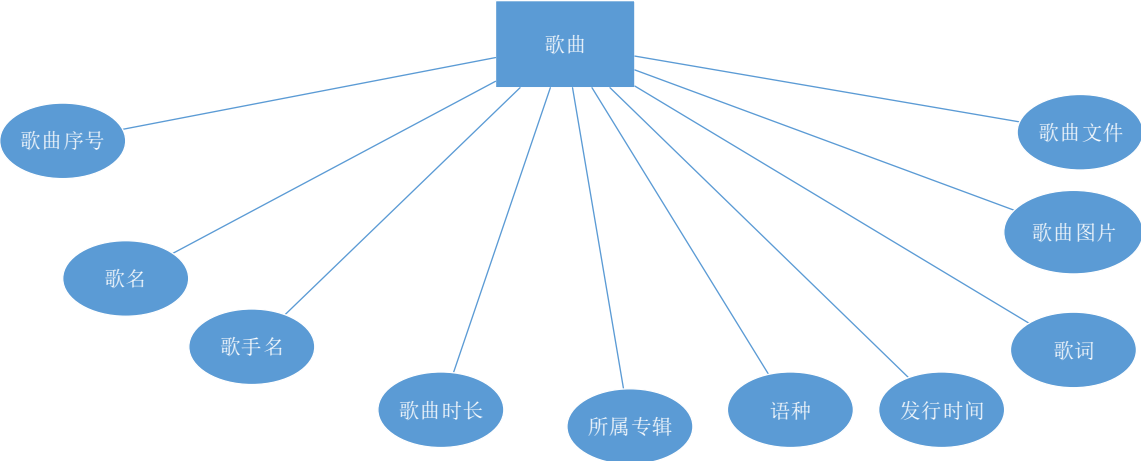 歌曲
歌曲文件
歌曲序号
歌曲图片
歌名
歌手名
歌词
歌曲时长
所属专辑
语种
发行时间